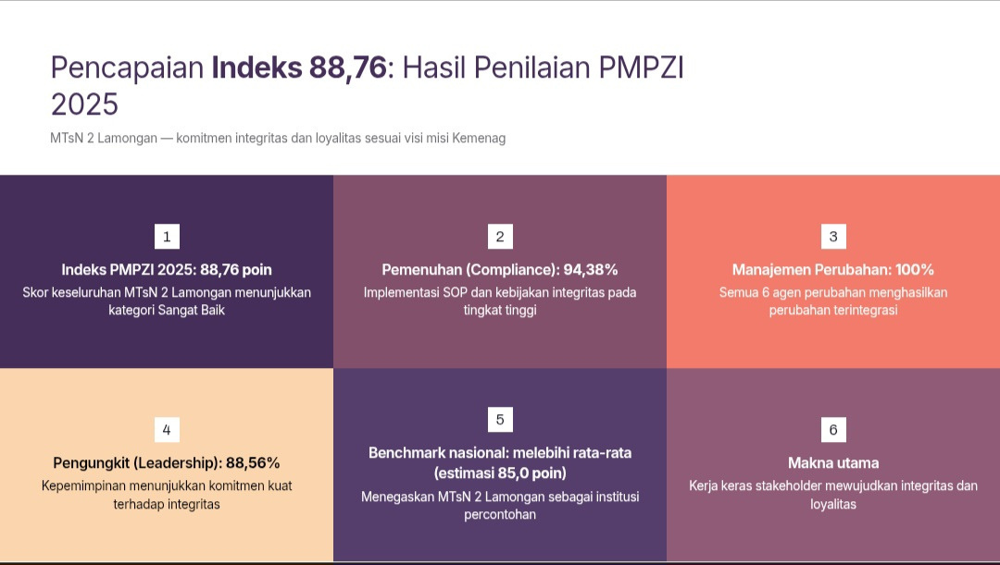 Pencapaian Indeks 88,76: Hasil Penilaian PMPZI
2025
MTsN 2 Lamongan — komitmen integritas dan loyalitas sesuai visi misi Kemenag
1
Indeks PMPZI 2025: 88,76 poin
Skor keseluruhan MTsN 2 Lamongan menunjukkan
kategori Sangat Baik
2
Pemenuhan (Compliance): 94,38%
Implementasi SOP dan kebijakan integritas pada
tingkat tinggi
3
Manajemen Perubahan: 100%
Semua 6 agen perubahan menghasilkan
perubahan terintegrasi
4
Pengungkit (Leadership): 88,56%
Kepemimpinan menunjukkan komitmen kuat
terhadap integritas
5
Benchmark nasional: melebihi rata-rata
(estimasi 85,0 poin)
Menegaskan MTsN 2 Lamongan sebagai institusi
percontohan
6
Makna utama
Kerja keras stakeholder mewujudkan integritas dan
loyalitas